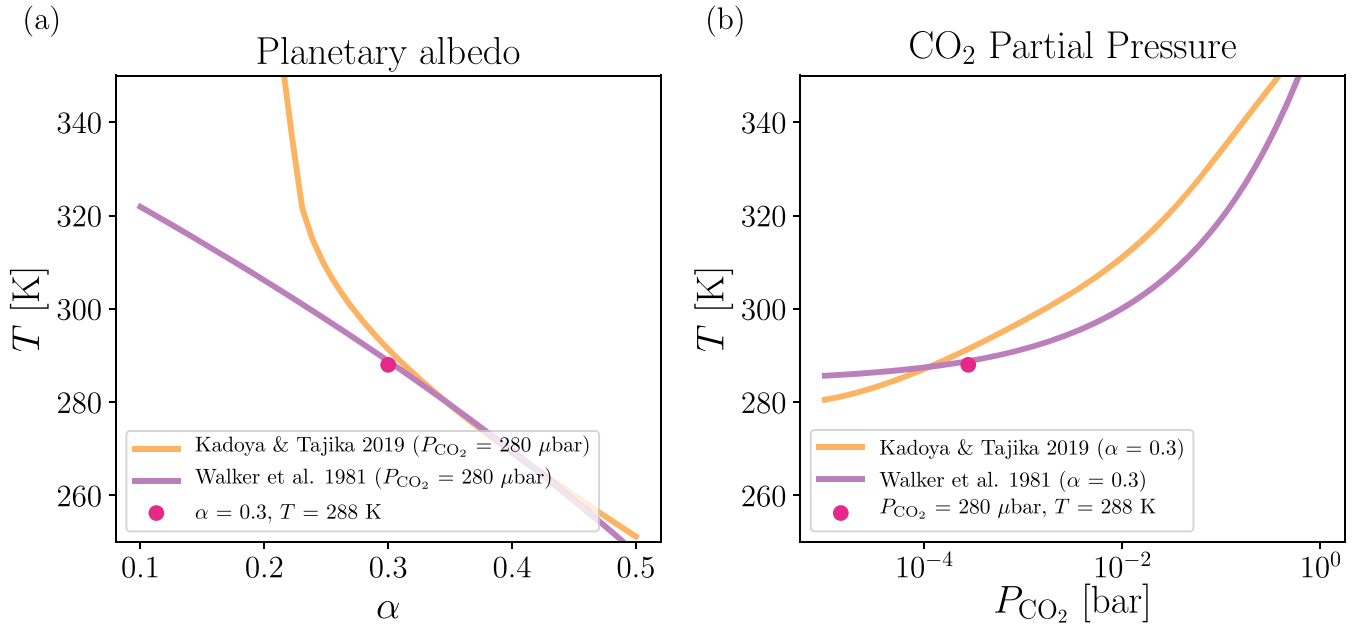 (a)
Planetary albedo
340
320
300
280
260
T [K]
Kadoya & Tajika 2019 (P_CO₂ = 280 μbar)
Walker et al. 1981 (P_CO₂ = 280 μbar)
α = 0.3, T = 288 K
0.1 0.2 0.3 0.4 0.5
α
(b)
CO₂ Partial Pressure
340
320
300
280
260
T [K]
Kadoya & Tajika 2019 (α = 0.3)
Walker et al. 1981 (α = 0.3)
P_CO₂ = 280 μbar, T = 288 K
10⁻⁴ 10⁻² 10⁰
P_CO₂ [bar]